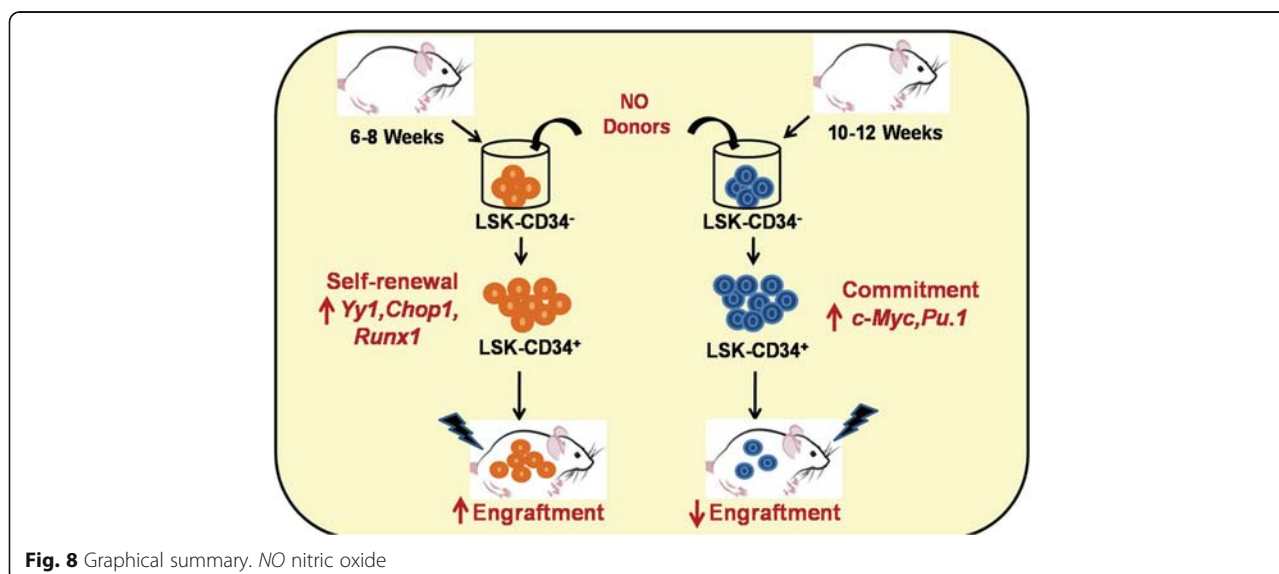 NO
Donors
6-8 Weeks
10-12 Weeks
LSK-CD34⁻
LSK-CD34⁻
Self-renewal
↑ Yy1,Chop1,
Runx1
Commitment
↑ c-Myc,Pu.1
LSK-CD34⁺
LSK-CD34⁺
↑ Engraftment
↓ Engraftment
Fig. 8 Graphical summary. NO nitric oxide